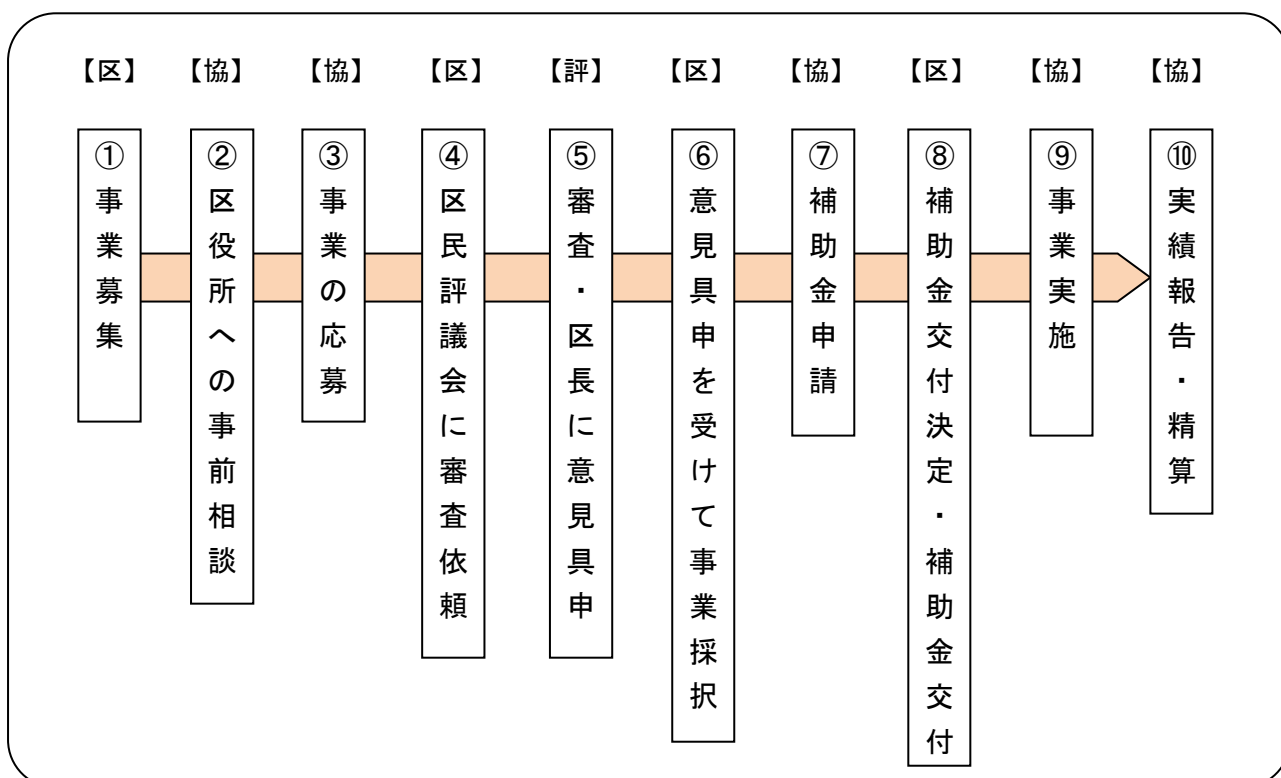 【区】 【協】 【協】 【区】 【評】 【区】 【協】 【区】 【協】 【協】
①事業募集
②区役所への事前相談
③事業の応募
④区民評議会に審査依頼
⑤審査・区長に意見具申
⑥意見具申を受けて事業採択
⑦補助金申請
⑧補助金交付決定・補助金交付
⑨事業実施
⑩実績報告・精算